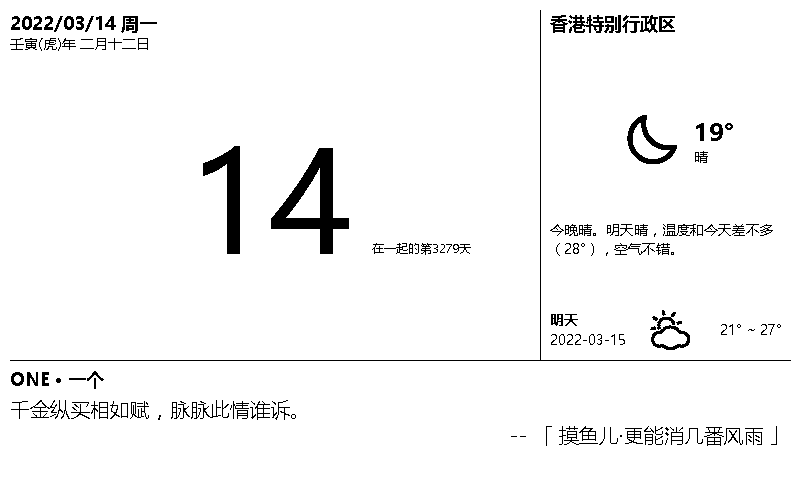 2022/03/14 周一
壬寅(虎)年 二月十二日
14
在一起的第3279天
香港特别行政区
19°
晴
今晚晴。明天晴，温度和今天差不多
（28°），空气不错。
明天
2022-03-15
21° ~ 27°
ONE • 一个
千金纵买相如赋，脉脉此情谁诉。
-- 「 摸鱼儿·更能消几番风雨 」